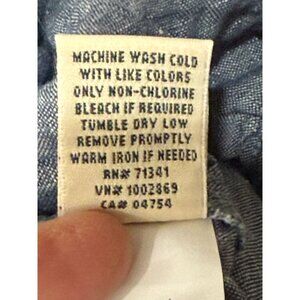 MACHINE WASH COLD
WITH LIKE COLORS
ONLY NON-CHLORINE
BLEACH IF REQUIRED
TUMBLE DRY LOW
REMOVE PROMPTLY
WARM IRON IF NEEDED
RN# 71341
VN# 1002869
CA# 04754